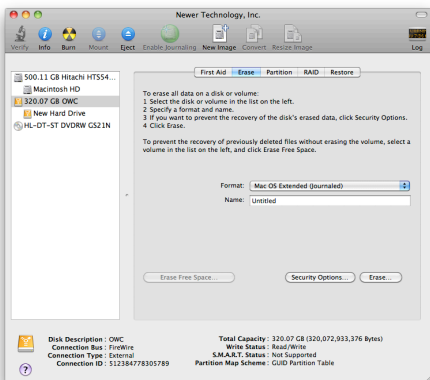 Newer Technology, Inc.
Verify Info Burn Mount Eject Enable Journaling New Image Convert Resize Image Log
500.11 GB Hitachi HTS54...
Macintosh HD
320.07 GB OWC
New Hard Drive
HL-DT-ST DVDRW GS21N
First Aid Erase Partition RAID Restore
To erase all data on a disk or volume:
1 Select the disk or volume in the list on the left.
2 Specify a format and name.
3 If you want to prevent the recovery of the disk's erased data, click Security Options.
4 Click Erase.
To prevent the recovery of previously deleted files without erasing the volume, select a
volume in the list on the left, and click Erase Free Space.
Format: Mac OS Extended (Journaled)
Name: Untitled
Erase Free Space... Security Options... Erase...
Disk Description : OWC Total Capacity : 320.07 GB (320,072,933,376 Bytes)
Connection Bus : FireWire Write Status : Read/Write
Connection Type : External S.M.A.R.T. Status : Not Supported
Connection ID : 512384778305789 Partition Map Scheme : GUID Partition Table
?